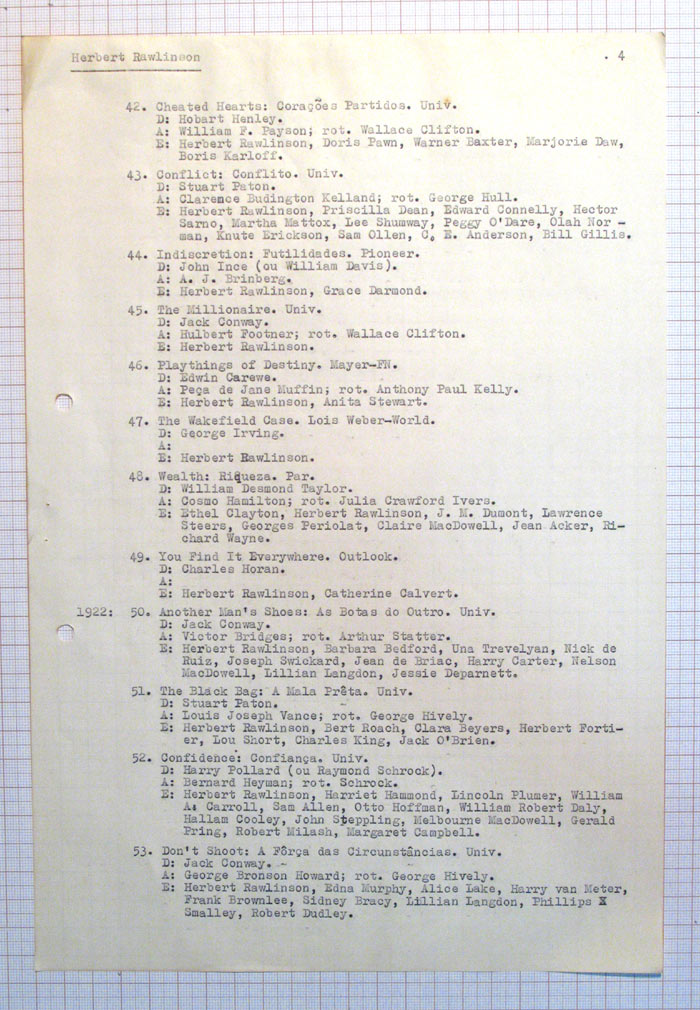 Herbert Rawlinson . 4
42. Cheated Hearts: Corações Partidos. Univ.
D: Hobart Henley.
A: William F. Payson; rot. Wallace Clifton.
E: Herbert Rawlinson, Doris Pawn, Warner Baxter, Marjorie Daw,
Boris Karloff.
43. Conflict: Conflito. Univ.
D: Stuart Paton.
A: Clarence Budington Kelland; rot. George Hull.
E: Herbert Rawlinson, Priscilla Dean, Edward Connelly, Hector
Sarno, Martha Mattox, Lee Shumway, Peggy O'Dare, Olah Nor -
man, Knute Erickson, Sam Ollen, C. E. Anderson, Bill Gillis.
44. Indiscretion: Futilidades. Pioneer.
D: John Ince (ou William Davis).
A: A. J. Brinberg.
E: Herbert Rawlinson, Grace Darmond.
45. The Millionaire. Univ.
D: Jack Conway.
A: Hulbert Footner; rot. Wallace Clifton.
E: Herbert Rawlinson.
46. Playthings of Destiny. Mayer-FN.
D: Edwin Carewe.
A: Peça de Jane Muffin; rot. Anthony Paul Kelly.
E: Herbert Rawlinson, Anita Stewart.
47. The Wakefield Case. Lois Weber-World.
D: George Irving.
A:
E: Herbert Rawlinson.
48. Wealth: Riqueza. Par.
D: William Desmond Taylor.
A: Cosmo Hamilton; rot. Julia Crawford Ivers.
E: Ethel Clayton, Herbert Rawlinson, J. M. Dumont, Lawrence
Steers, Georges Periolat, Claire MacDowell, Jean Acker, Ri-
chard Wayne.
49. You Find It Everywhere. Outlook.
D: Charles Horan.
A:
E: Herbert Rawlinson, Catherine Calvert.
1922: 50. Another Man's Shoes: As Botas do Outro. Univ.
D: Jack Conway.
A: Victor Bridges; rot. Arthur Statter.
E: Herbert Rawlinson, Barbara Bedford, Una Trevelyan, Nick de
Ruiz, Joseph Swickard, Jean de Briac, Harry Carter, Nelson
MacDowell, Lillian Langdon, Jessie Deparnett.
51. The Black Bag: A Mala Prêta. Univ.
D: Stuart Paton.
A: Louis Joseph Vance; rot. George Hively.
E: Herbert Rawlinson, Bert Roach, Clara Beyers, Herbert Forti-
er, Lou Short, Charles King, Jack O'Brien.
52. Confidence: Confiança. Univ.
D: Harry Pollard (ou Raymond Schrock).
A: Bernard Heyman; rot. Schrock.
E: Herbert Rawlinson, Harriet Hammond, Lincoln Plumer, William
A. Carroll, Sam Allen, Otto Hoffman, William Robert Daly,
Hallam Cooley, John Steppling, Melbourne MacDowell, Gerald
Pring, Robert Milash, Margaret Campbell.
53. Don't Shoot: A Fôrça das Circunstâncias. Univ.
D: Jack Conway. -
A: George Bronson Howard; rot. George Hively.
E: Herbert Rawlinson, Edna Murphy, Alice Lake, Harry van Meter,
Frank Brownlee, Sidney Bracy, Lillian Langdon, Phillips X
Smalley, Robert Dudley.